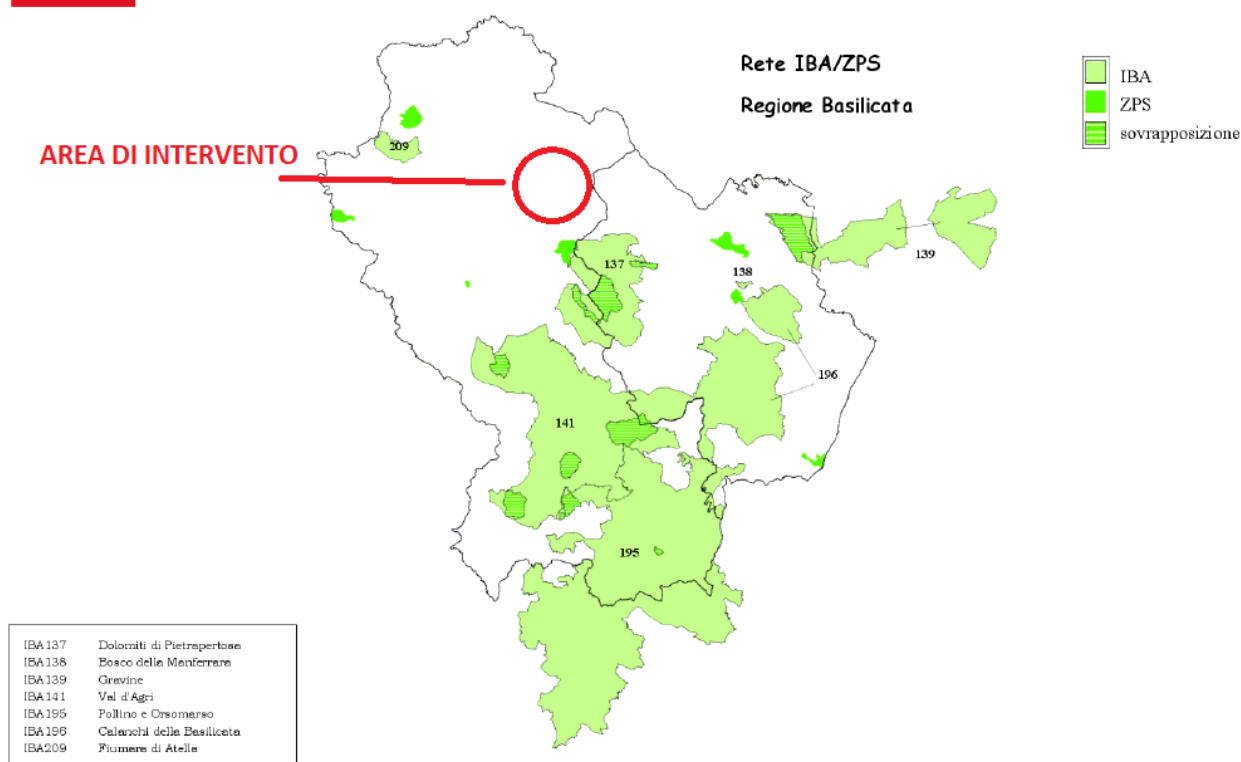 Rete IBA/ZPS
Regione Basilicata
IBA
ZPS
sovrapposizione
AREA DI INTERVENTO
209
137
138
139
196
141
195
IBA137 Dolomiti di Pietrapertosa
IBA138 Bosco della Manferrara
IBA139 Gravine
IBA141 Val d'Agri
IBA195 Pollino e Orsomarso
IBA196 Calanchi della Basilicata
IBA209 Fiumara di Atella